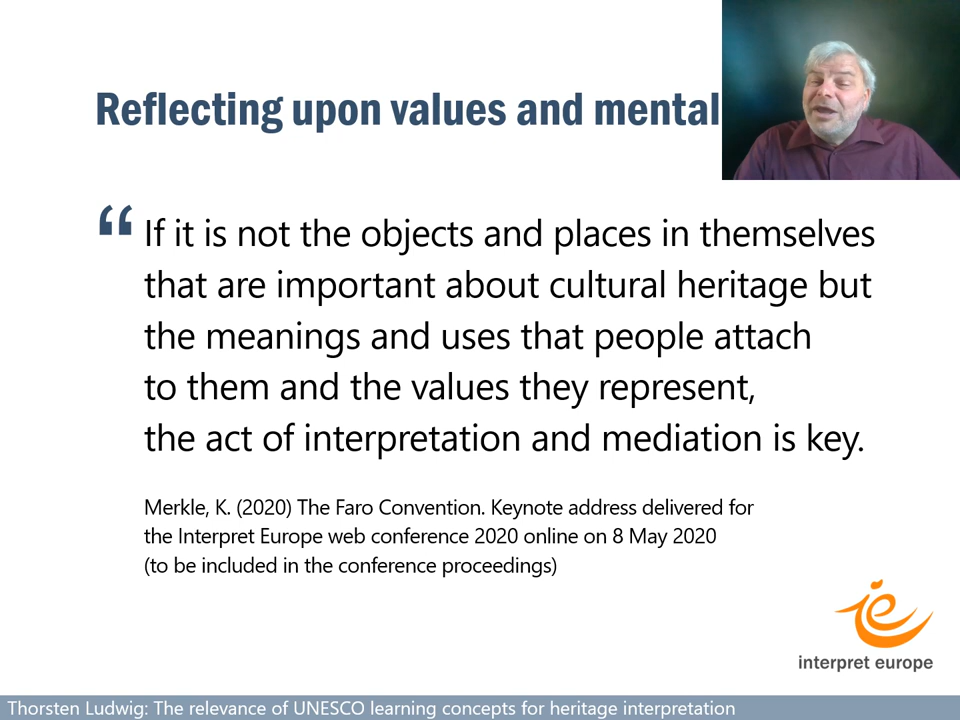 Reflecting upon values and mental
“ If it is not the objects and places in themselves
that are important about cultural heritage but
the meanings and uses that people attach
to them and the values they represent,
the act of interpretation and mediation is key.
Merkle, K. (2020) The Faro Convention. Keynote address delivered for
the Interpret Europe web conference 2020 online on 8 May 2020
(to be included in the conference proceedings)
interpret europe
Thorsten Ludwig: The relevance of UNESCO learning concepts for heritage interpretation